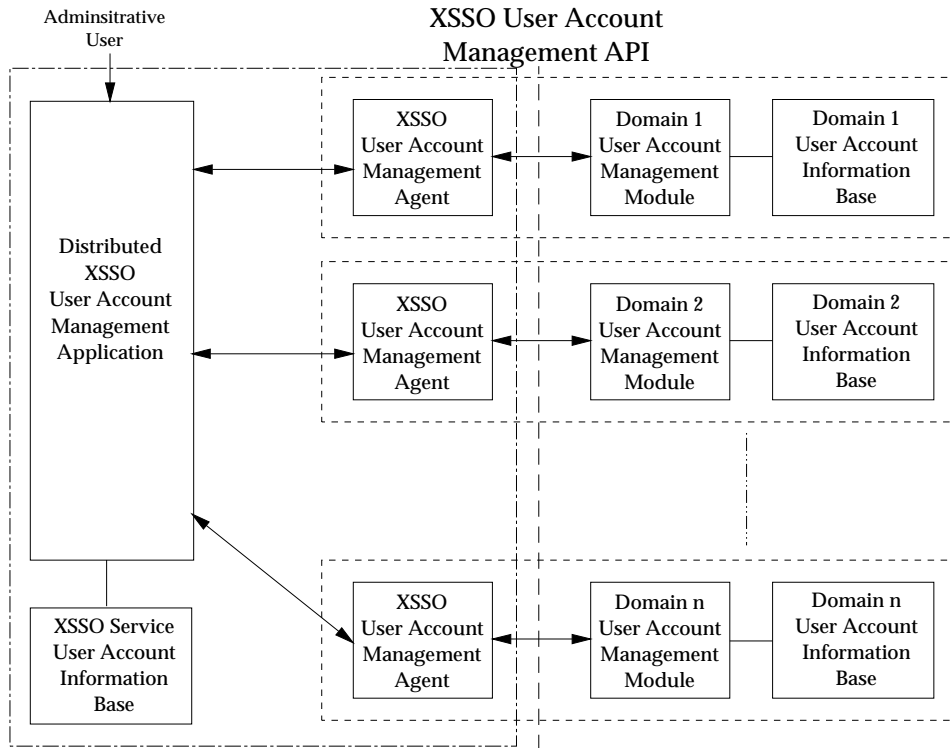 XSSO User Account
Management API
Adminsitrative
User
Distributed
XSSO
User Account
Management
Application
XSSO Service
User Account
Information
Base
XSSO
User Account
Management
Agent
Domain 1
User Account
Management
Module
Domain 1
User Account
Information
Base
XSSO
User Account
Management
Agent
Domain 2
User Account
Management
Module
Domain 2
User Account
Information
Base
XSSO
User Account
Management
Agent
Domain n
User Account
Management
Module
Domain n
User Account
Information
Base